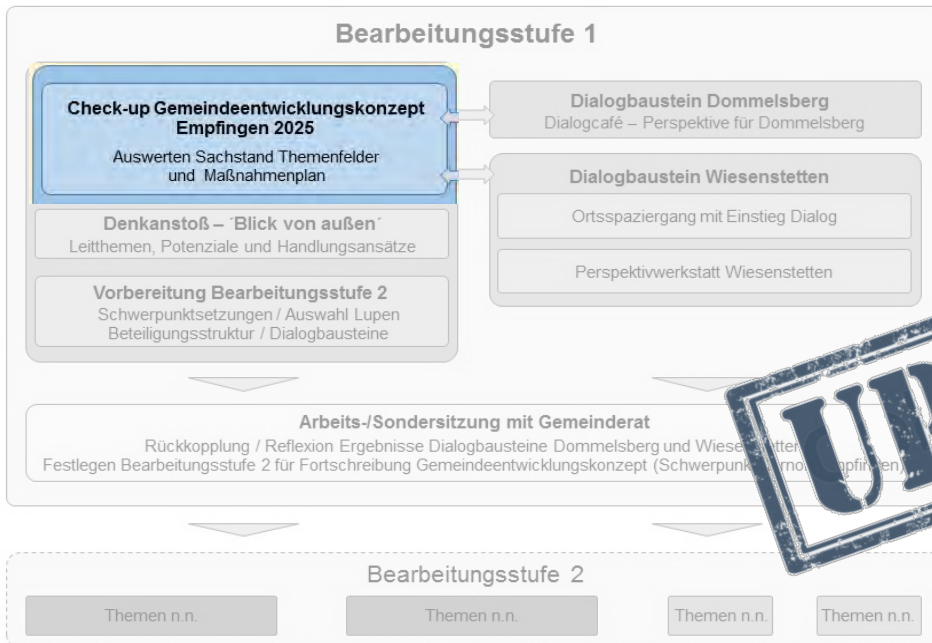 Bearbeitungsstufe 1
Check-up Gemeindeentwicklungskonzept
Empfingen 2025
Auswerten Sachstand Themenfelder
und Maßnahmenplan
Denkanstoß – ´Blick von außen´
Leitthemen, Potenziale und Handlungsansätze
Vorbereitung Bearbeitungsstufe 2
Schwerpunktsetzungen / Auswahl Lupen
Beteiligungsstruktur / Dialogbausteine
Dialogbaustein Dommelsberg
Dialogcafé – Perspektive für Dommelsberg
Dialogbaustein Wiesenstetten
Ortsspaziergang mit Einstieg Dialog
Perspektivwerkstatt Wiesenstetten
Arbeits-/Sondersitzung mit Gemeinderat
Rückkopplung / Reflexion Ergebnisse Dialogbausteine Dommelsberg und
Festlegen Bearbeitungsstufe 2 für Fortschreibung Gemeindeentwicklungskonzept
Bearbeitungsstufe 2
Themen n.n.
Themen n.n.
Themen n.n.
Themen n.n.